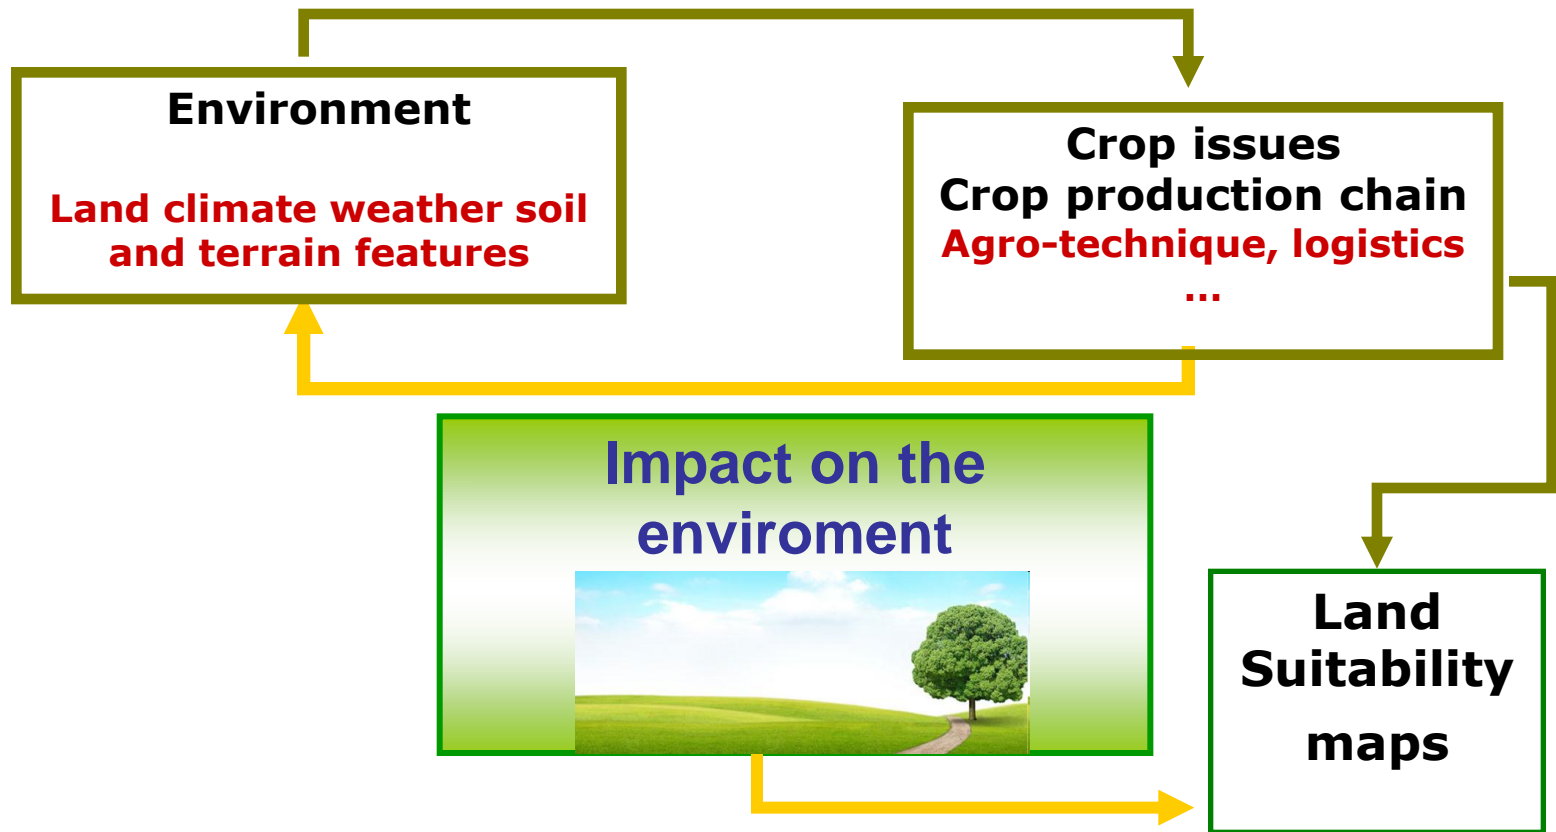 Environment
Land climate weather soil
and terrain features
Crop issues
Crop production chain
Agro-technique, logistics
...
Impact on the
enviroment
Land
Suitability
maps